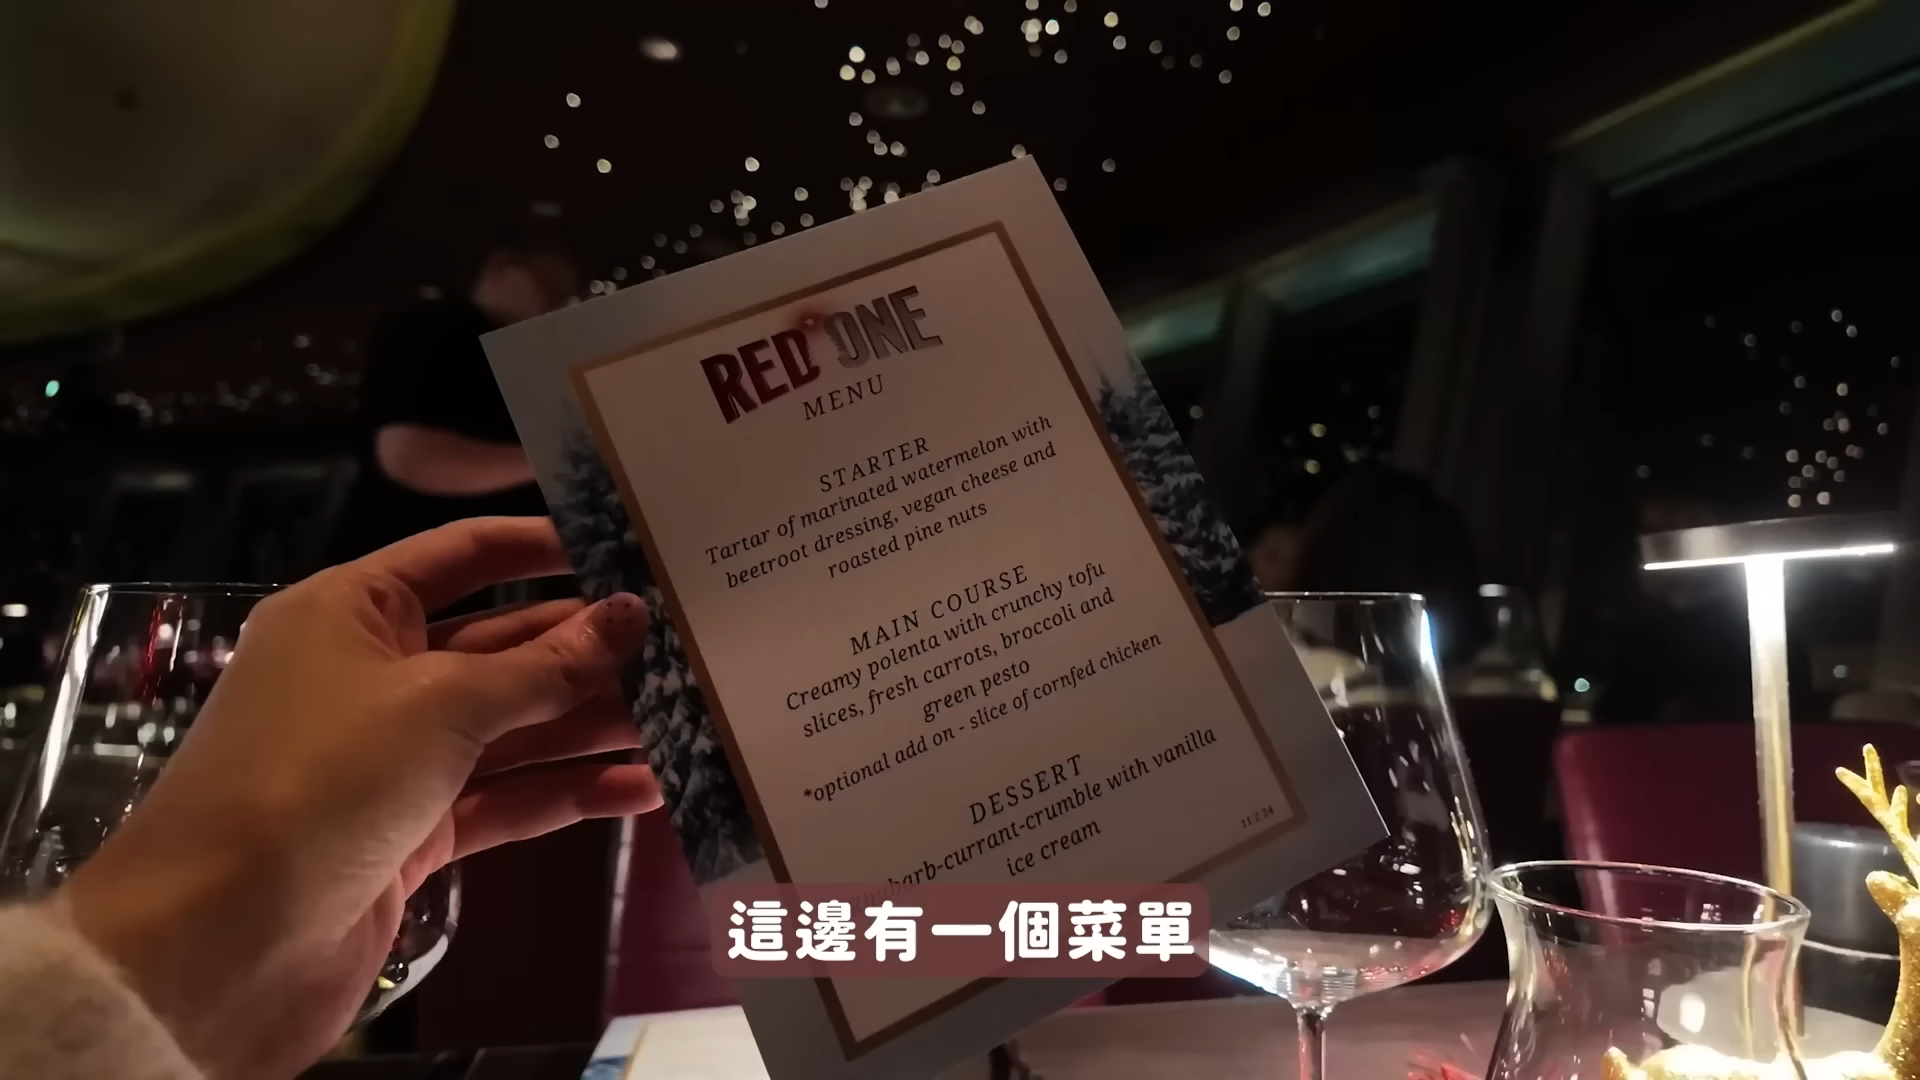 RED ONE
MENU
STARTER
Tartar of marinated watermelon with
beetroot dressing, vegan cheese and
roasted pine nuts
MAIN COURSE
Creamy polenta with crunchy tofu
slices, fresh carrots, broccoli and
green pesto
*optional add on - slice of cornfed chicken
DESSERT
rhubarb-currant-crumble with vanilla
ice cream
這邊有一個菜單